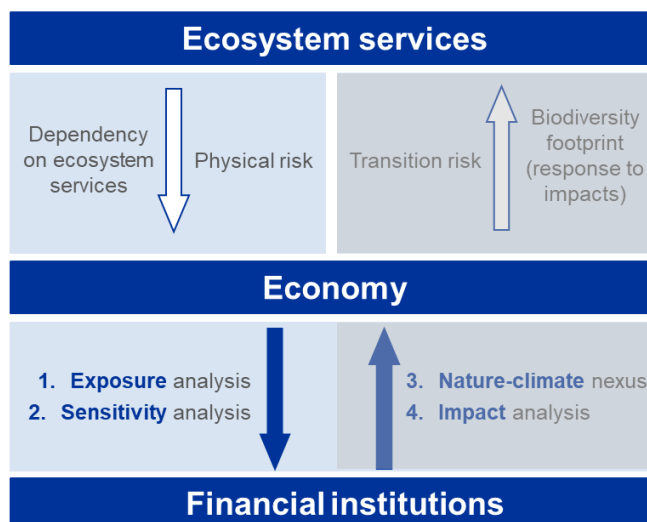 Ecosystem services
Dependency
on ecosystem
services
Physical risk
Transition risk
Biodiversity
footprint
(response to
impacts)
Economy
1. Exposure analysis
2. Sensitivity analysis
3. Nature-climate nexus
4. Impact analysis
Financial institutions